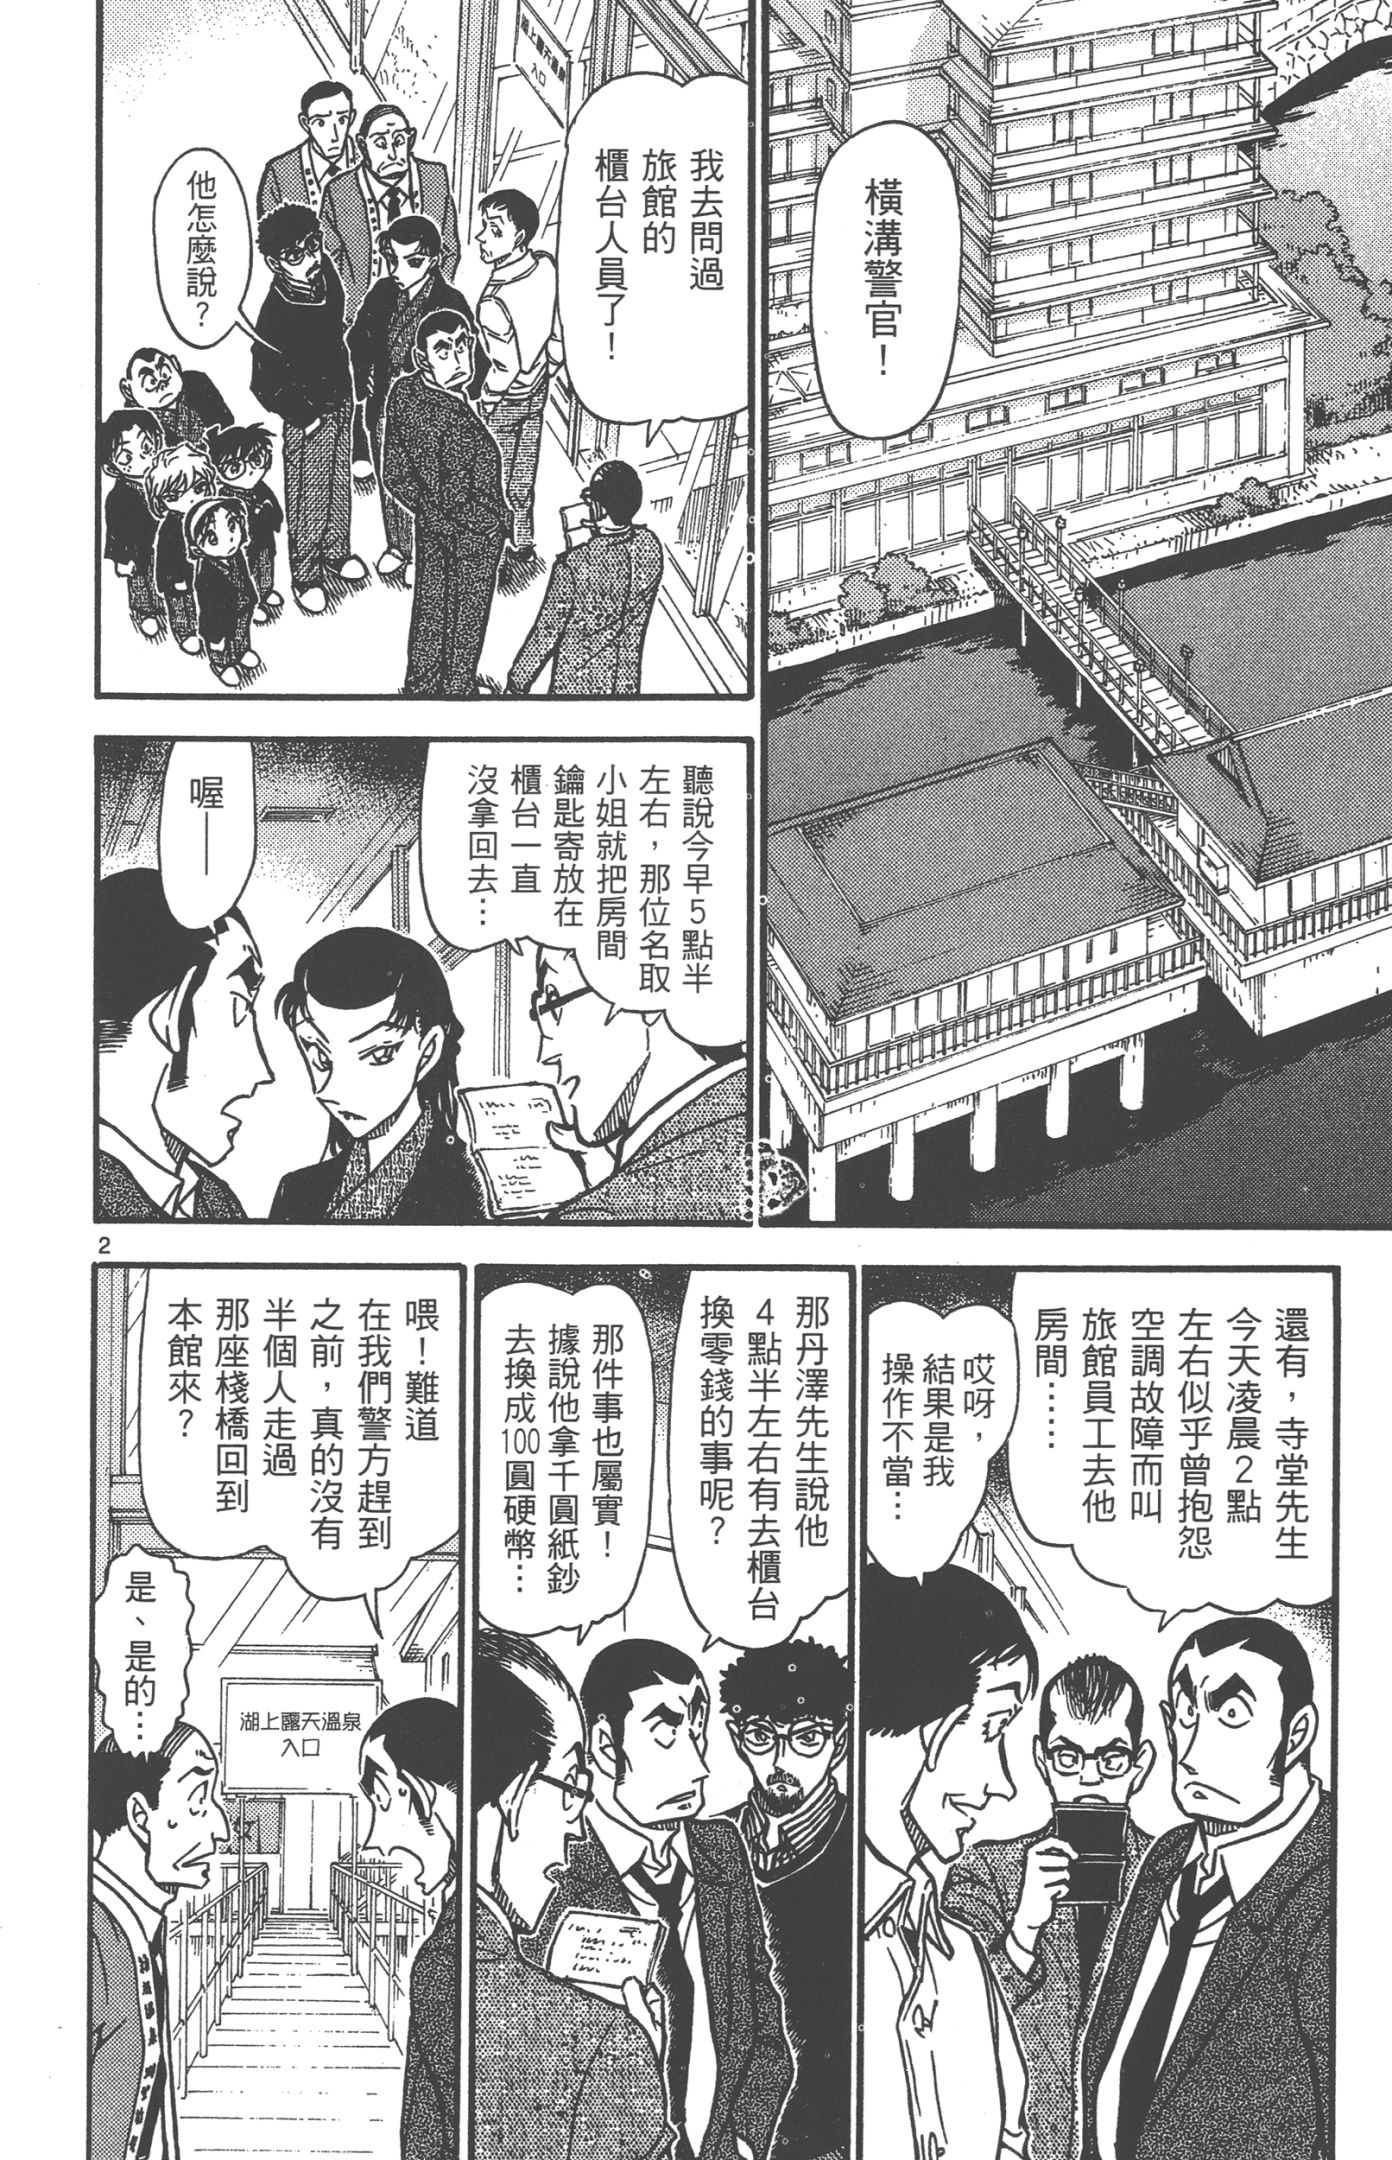 橫溝警官！
我去問過
旅館的
櫃台人員了！
湖上露天溫泉
入口
他怎麼說？
聽說今早5點半
左右，那位名取
小姐就把房間
鑰匙寄放在
櫃台一直
沒拿回去…
喔──
2
還有，寺堂先生
今天凌晨2點
左右似乎曾抱怨
空調故障而叫
旅館員工去他
房間……
哎呀，
結果是我
操作不當…
那丹澤先生說他
4點半左右有去櫃台
換零錢的事呢？
那件事也屬實！
據說他拿千圓紙鈔
去換成100圓硬幣…
喂！難道
在我們警方趕到
之前，真的沒有
半個人走過
那座棧橋回到
本館來？
湖上露天溫泉
入口
是、是的…